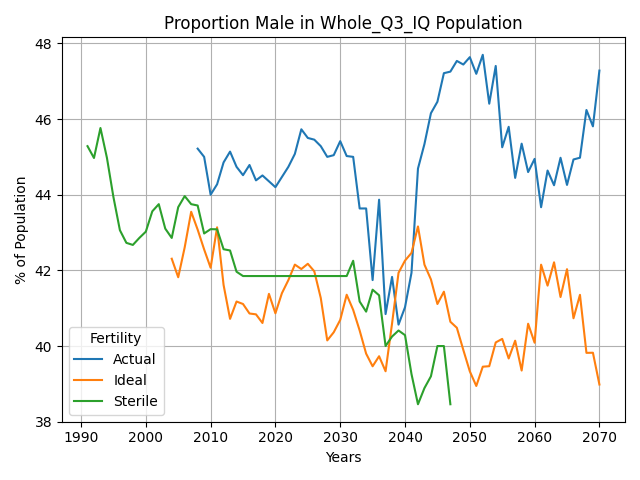 Proportion Male in Whole_Q3_IQ Population
% of Population
48
46
44
42
40
38
Fertility
Actual
Ideal
Sterile
1990 2000 2010 2020 2030 2040 2050 2060 2070
Years